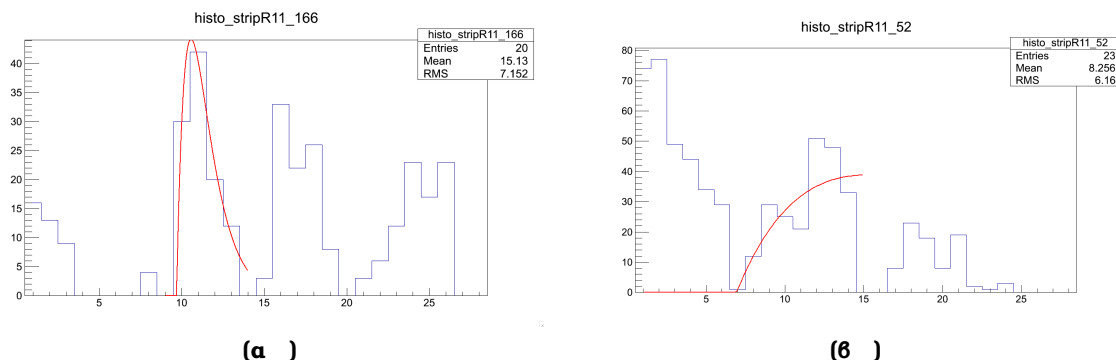 histo_stripR11_166
histo_stripR11_166
Entries 20
Mean 15.13
RMS 7.152
40
35
30
25
20
15
10
5
0
5 10 15 20 25
(α )
histo_stripR11_52
histo_stripR11_52
Entries 23
Mean 8.256
RMS 6.16
80
70
60
50
40
30
20
10
0
5 10 15 20 25
(β )